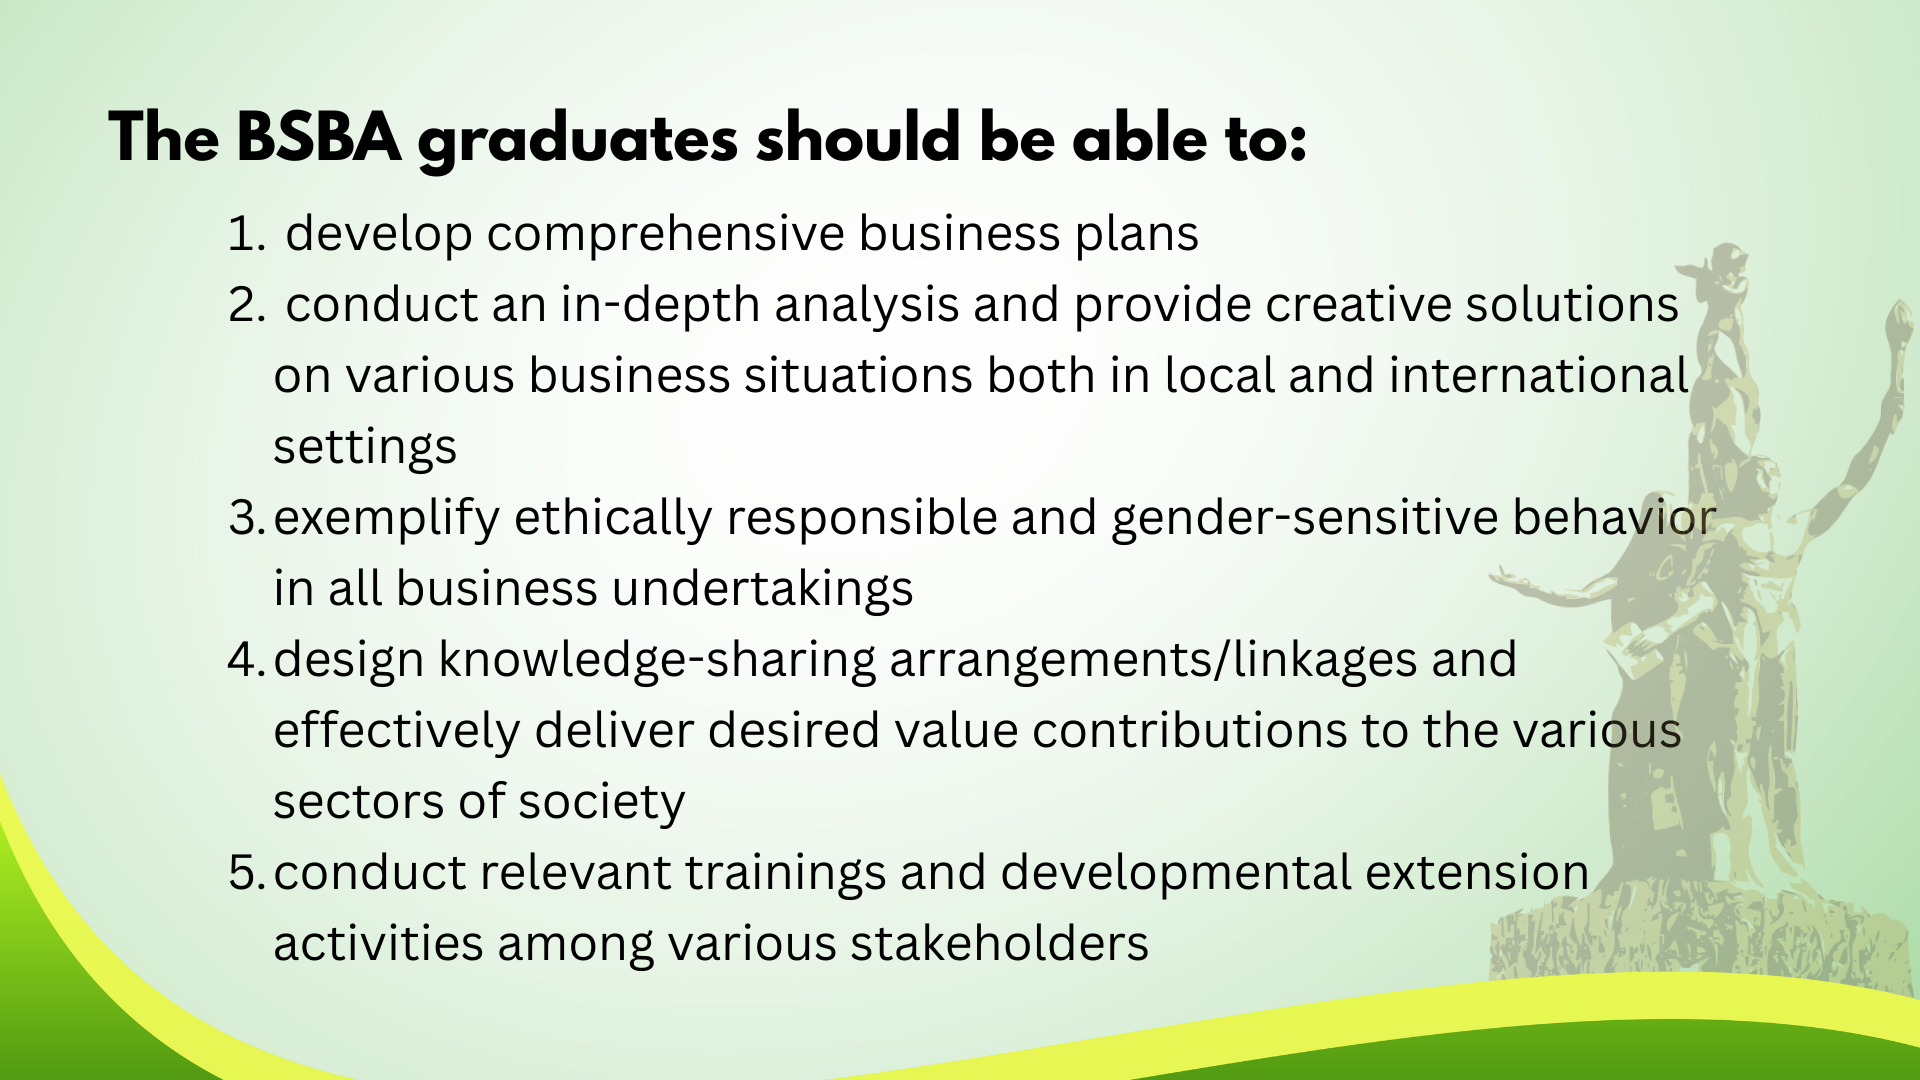 The BSBA graduates should be able to:
1. develop comprehensive business plans
2. conduct an in-depth analysis and provide creative solutions
on various business situations both in local and international
settings
3. exemplify ethically responsible and gender-sensitive behavior
in all business undertakings
4. design knowledge-sharing arrangements/linkages and
effectively deliver desired value contributions to the various
sectors of society
5. conduct relevant trainings and developmental extension
activities among various stakeholders